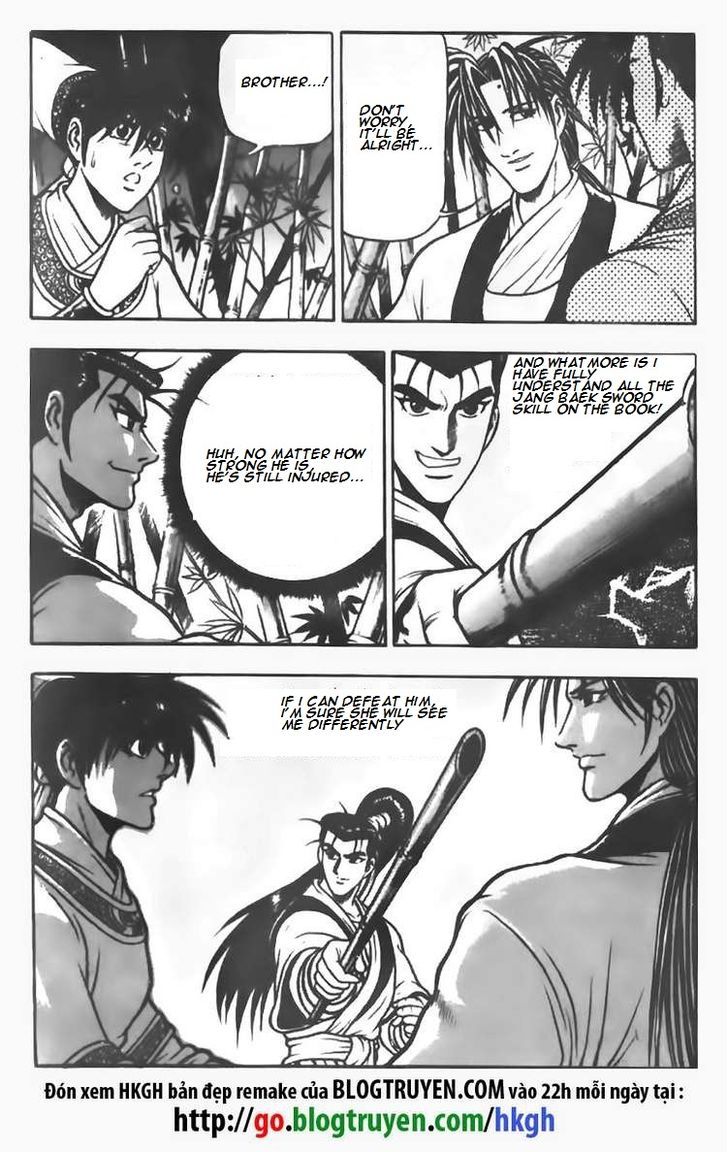 BROTHER...!
DON'T
WORRY,
IT'LL BE
ALRIGHT...
HUH, NO MATTER HOW
STRONG HE IS,
HE'S STILL INJURED...
AND WHAT MORE IS I
HAVE FULLY
UNDERSTAND ALL THE
JANG BAEK SWORD
SKILL ON THE BOOK!
IF I CAN DEFEAT HIM,
I'M SURE SHE WILL SEE
ME DIFFERENTLY
Đón xem HKGH bản đẹp remake của BLOGTRUYEN.COM vào 22h mỗi ngày tại :
http://go.blogtruyen.com/hkgh